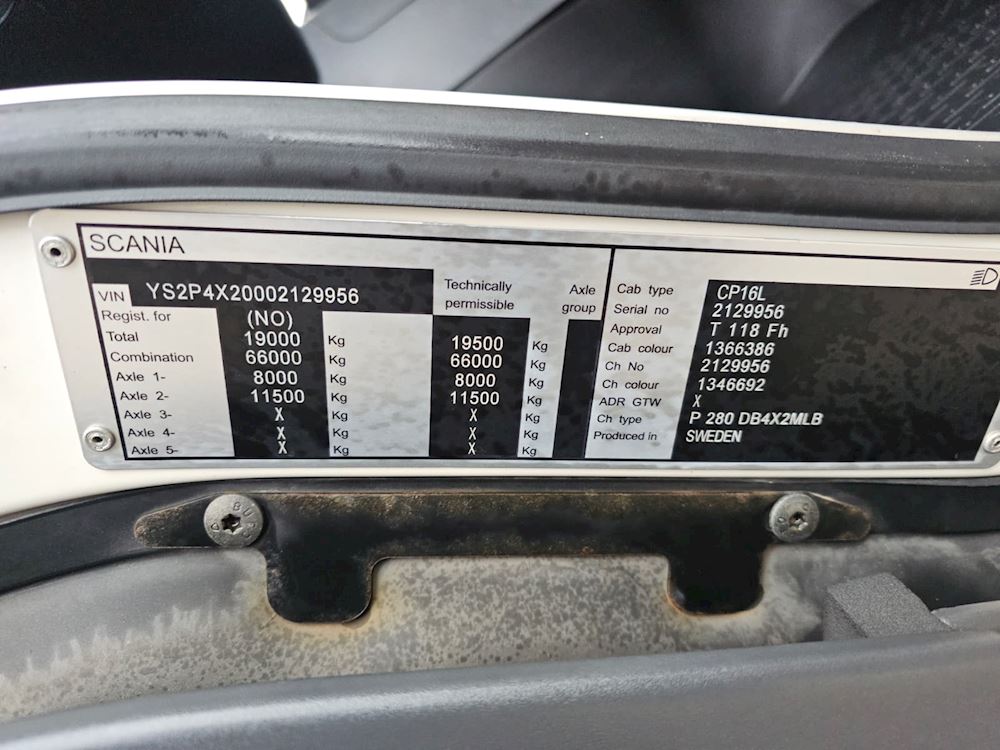 SCANIA
VIN YS2P4X20002129956 Technically permissible Axle group
Regist. for (NO)
Total 19000 Kg 19500 Kg
Combination 66000 Kg 66000 Kg
Axle 1- 8000 Kg 8000 Kg
Axle 2- 11500 Kg 11500 Kg
Axle 3- X Kg X Kg
Axle 4- X Kg X Kg
Axle 5- X Kg X Kg
Cab type CP16L
Serial no 2129956
Approval T 118 Fh
Cab colour 1366386
Ch No 2129956
Ch colour 1346692
ADR GTW X
Ch type P 280 DB4X2MLB
Produced in SWEDEN